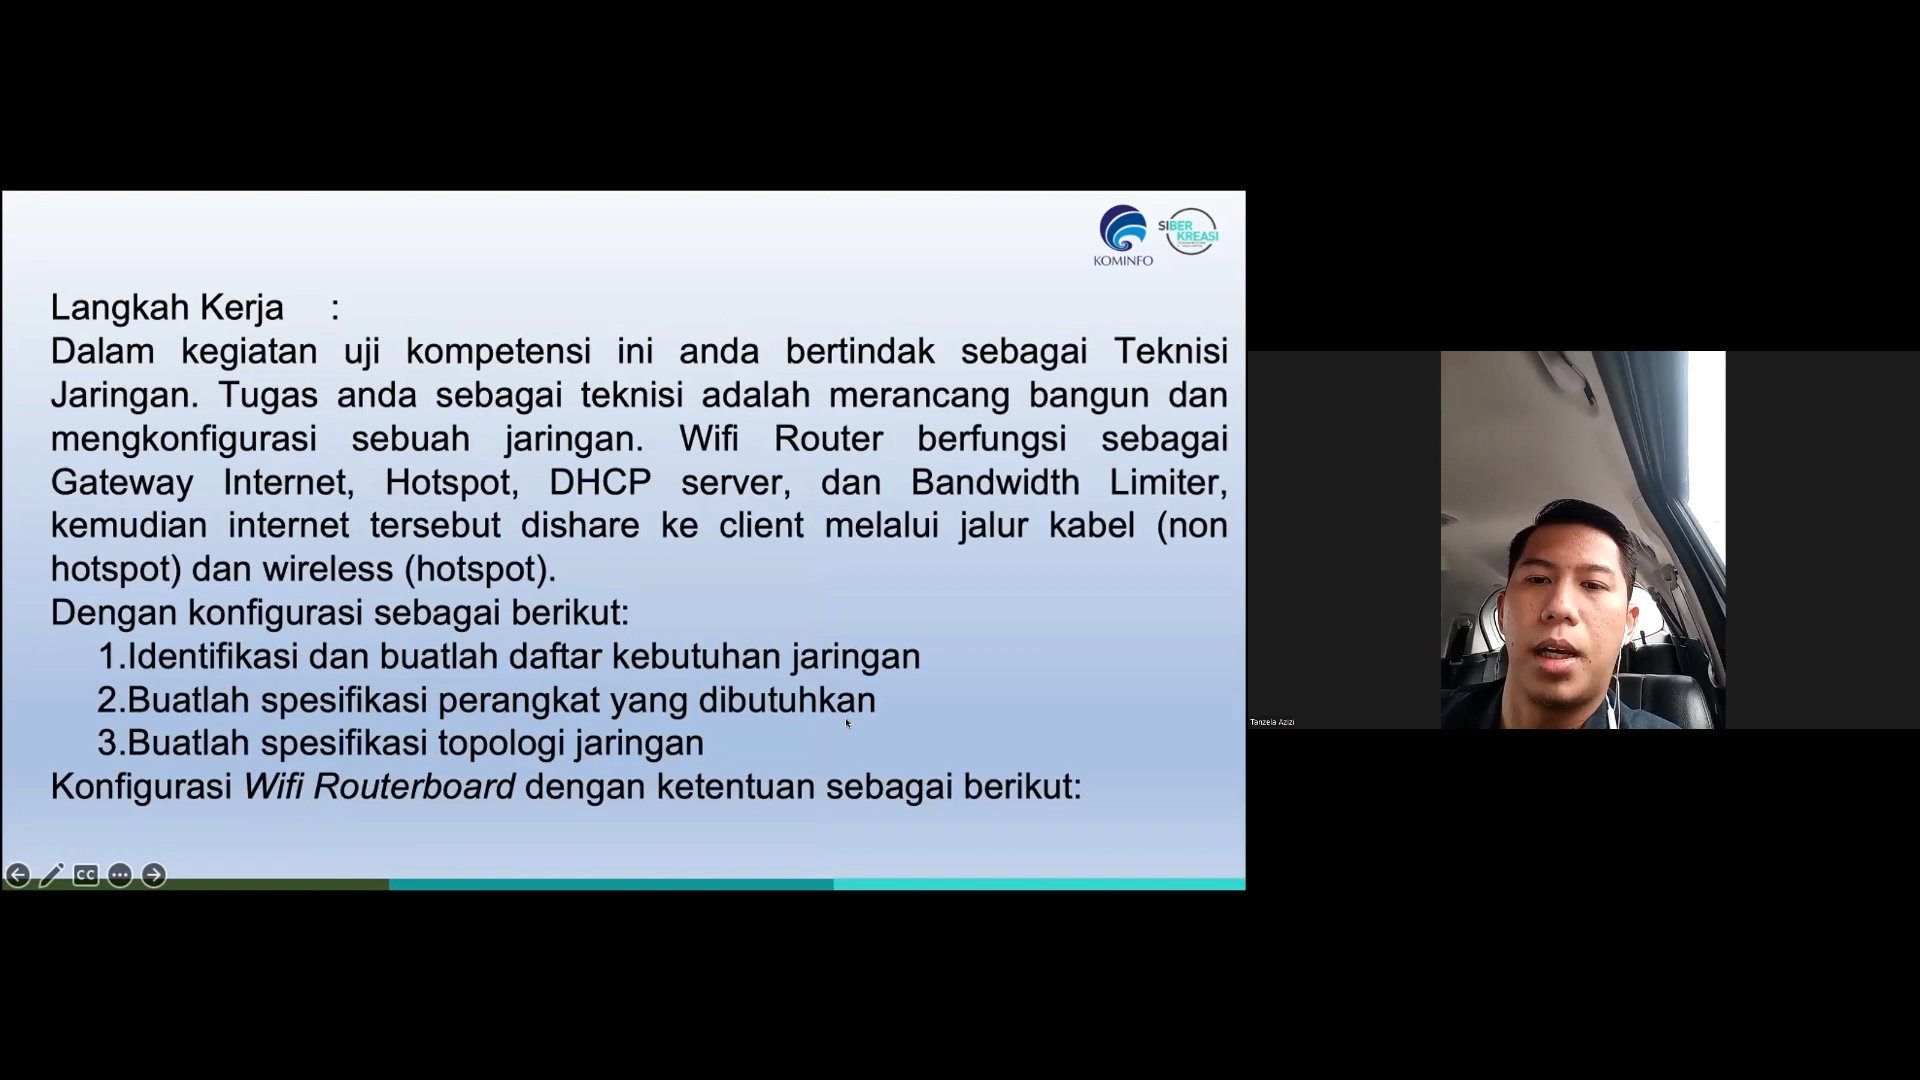 KOMINFO
SIBER
KREASI
Langkah Kerja :
Dalam kegiatan uji kompetensi ini anda bertindak sebagai Teknisi
Jaringan. Tugas anda sebagai teknisi adalah merancang bangun dan
mengkonfigurasi sebuah jaringan. Wifi Router berfungsi sebagai
Gateway Internet, Hotspot, DHCP server, dan Bandwidth Limiter,
kemudian internet tersebut dishare ke client melalui jalur kabel (non
hotspot) dan wireless (hotspot).
Dengan konfigurasi sebagai berikut:
1.Identifikasi dan buatlah daftar kebutuhan jaringan
2.Buatlah spesifikasi perangkat yang dibutuhkan
3.Buatlah spesifikasi topologi jaringan
Konfigurasi Wifi Routerboard dengan ketentuan sebagai berikut:
CC
Tanzela Azizi